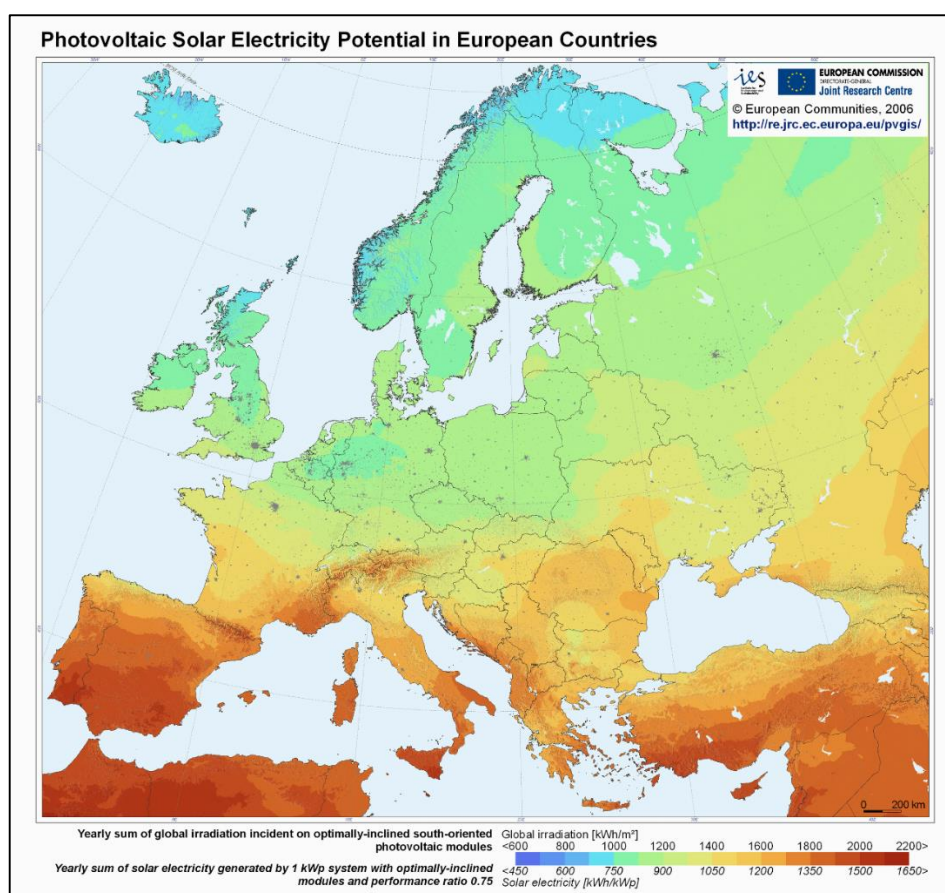 Photovoltaic Solar Electricity Potential in European Countries
ies
EUROPEAN COMMISSION
DIRECTORATE-GENERAL
Joint Research Centre
© European Communities, 2006
http://re.jrc.ec.europa.eu/pvgis/
0 200 km
Yearly sum of global irradiation incident on optimally-inclined south-oriented
photovoltaic modules
Yearly sum of solar electricity generated by 1 kWp system with optimally-inclined
modules and performance ratio 0.75
Global irradiation [kWh/m²]
<600 800 1000 1200 1400 1600 1800 2000 2200>
<450 600 750 900 1050 1200 1350 1500 1650>
Solar electricity [kWh/kWp]